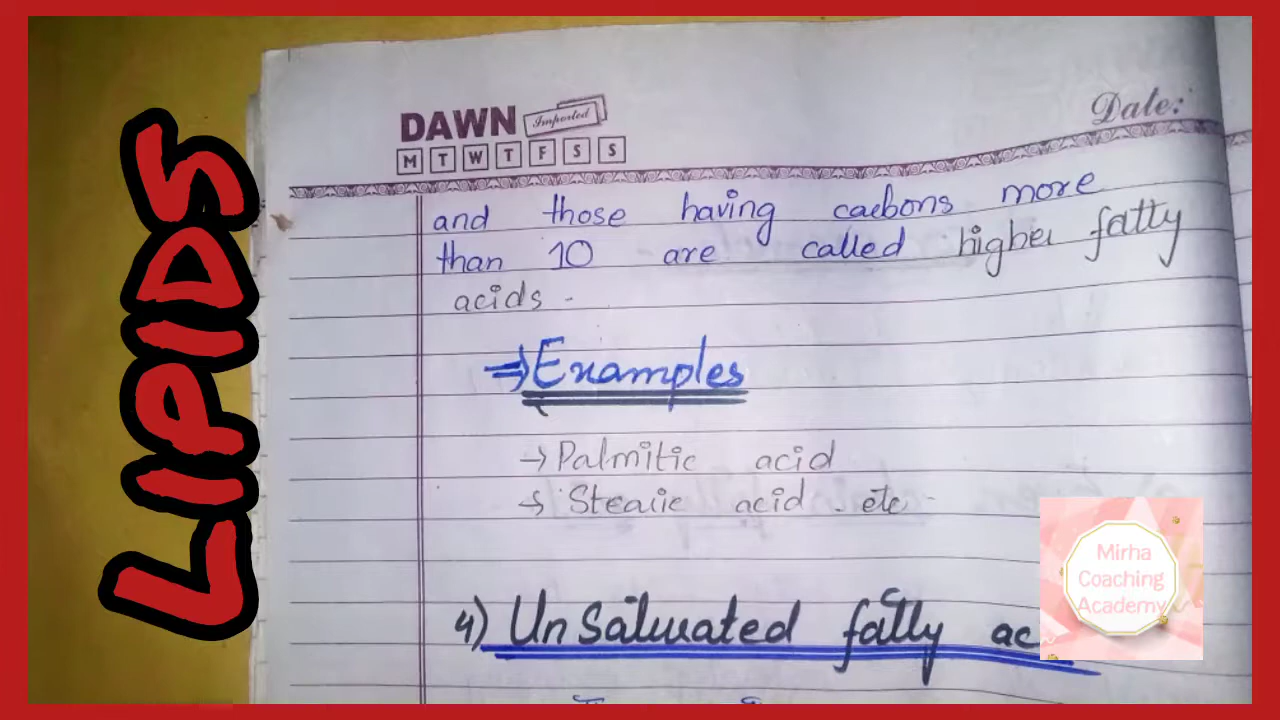 LIPIDS
DAWN Imported
M T W T F S S
Date:
and those having carbons more
than 10 are called higher fatty
acids.
⇒ Examples
→ Palmitic acid
→ Stearic acid. etc
4) UnSaturated fatty ac
Mirha
Coaching
Academy